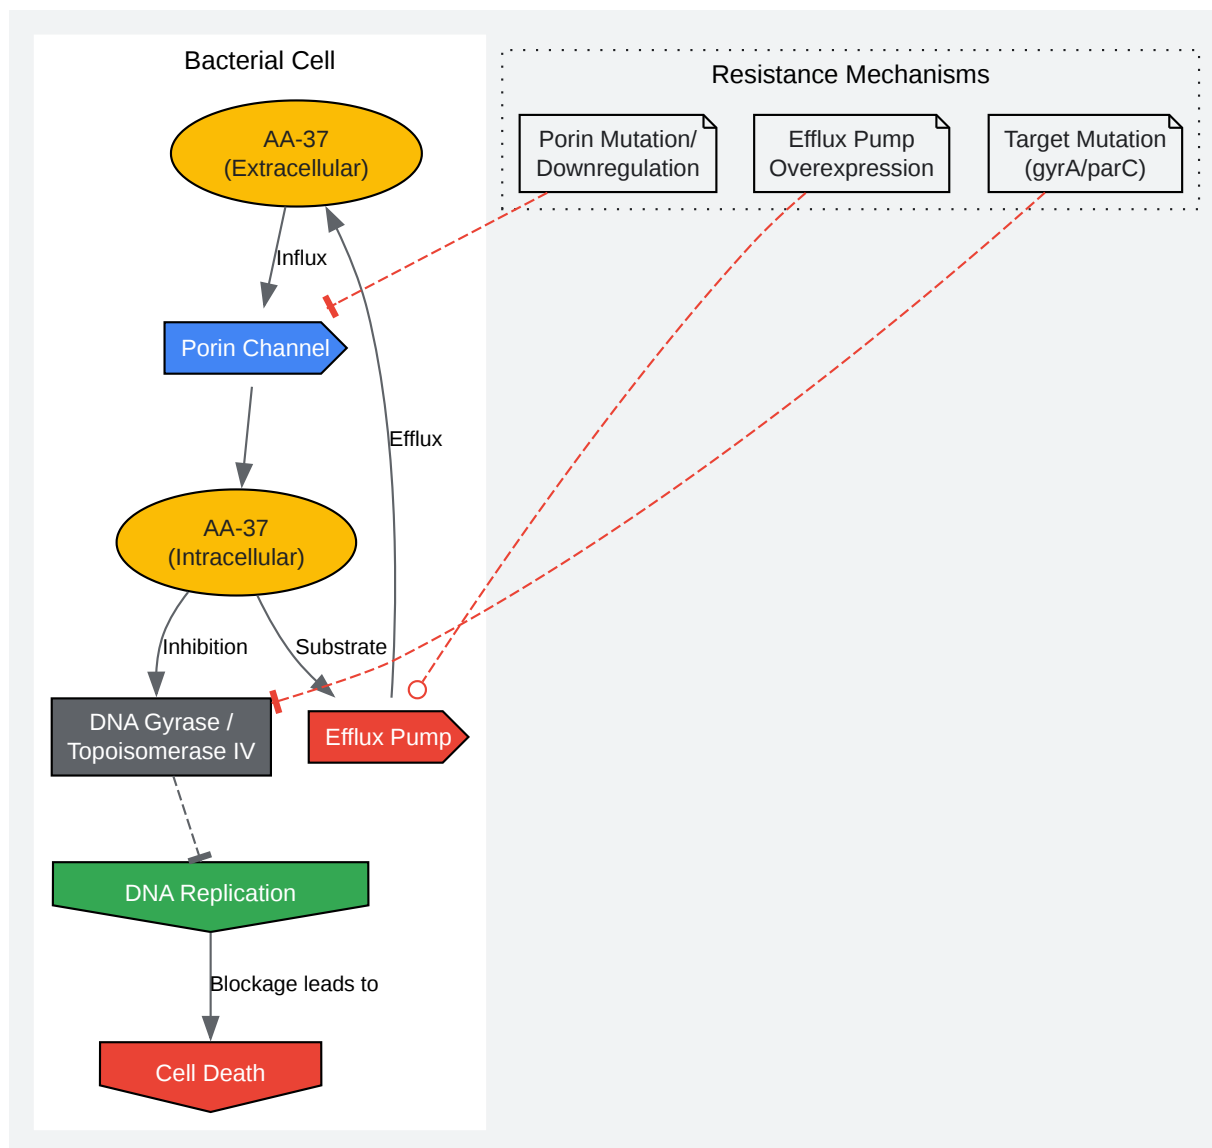 Bacterial Cell
Resistance Mechanisms
AA-37
(Extracellular)
Porin Mutation/
Downregulation
Efflux Pump
Overexpression
Target Mutation
(gyrA/parC)
Influx
Porin Channel
Efflux
AA-37
(Intracellular)
Inhibition
Substrate
DNA Gyrase /
Topoisomerase IV
Efflux Pump
DNA Replication
Blockage leads to
Cell Death